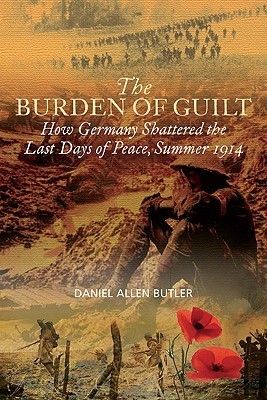 The
BURDEN OF GUILT
How Germany Shattered the
Last Days of Peace, Summer 1914
DANIEL ALLEN BUTLER